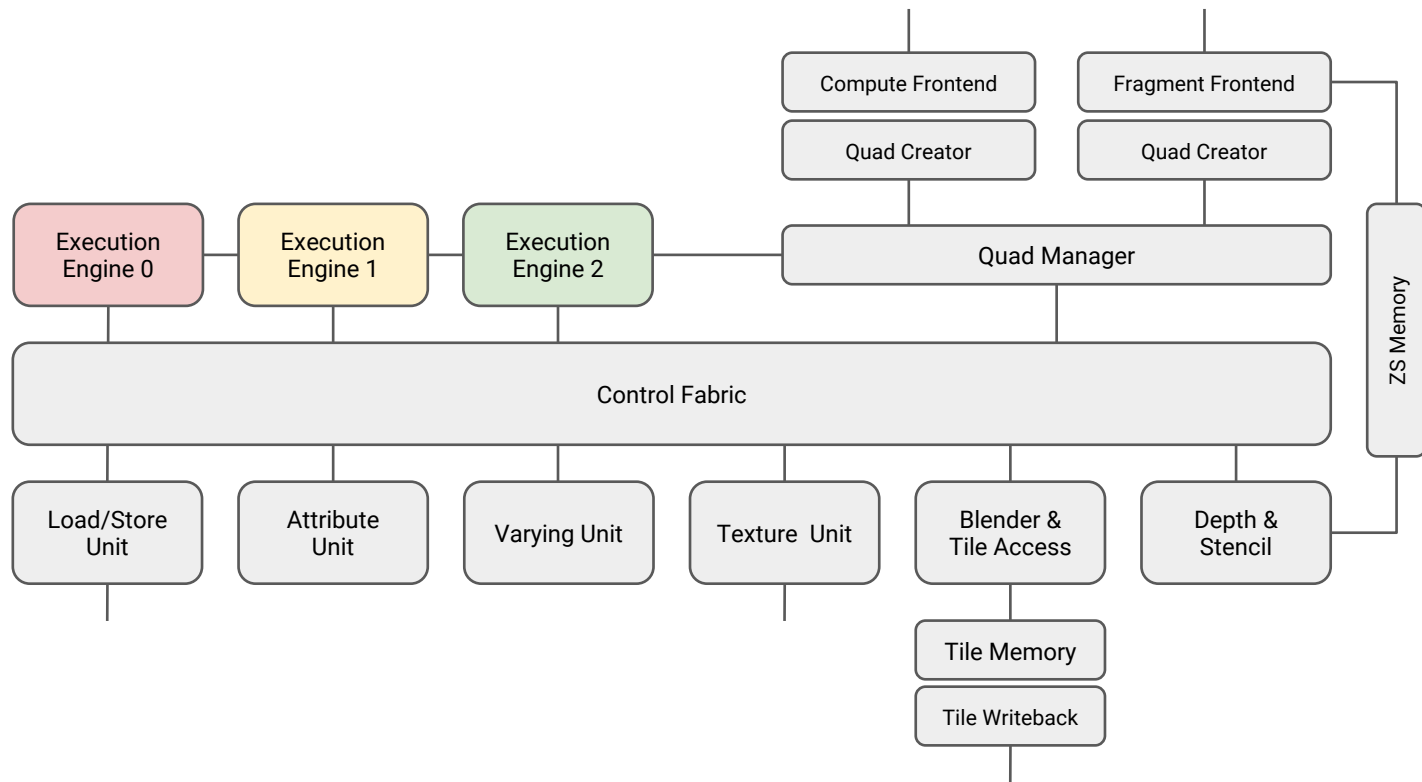 Compute Frontend
Fragment Frontend
Quad Creator
Quad Creator
Execution
Engine 0
Execution
Engine 1
Execution
Engine 2
Quad Manager
ZS Memory
Control Fabric
Load/Store
Unit
Attribute
Unit
Varying Unit
Texture  Unit
Blender &
Tile Access
Depth &
Stencil
Tile Memory
Tile Writeback